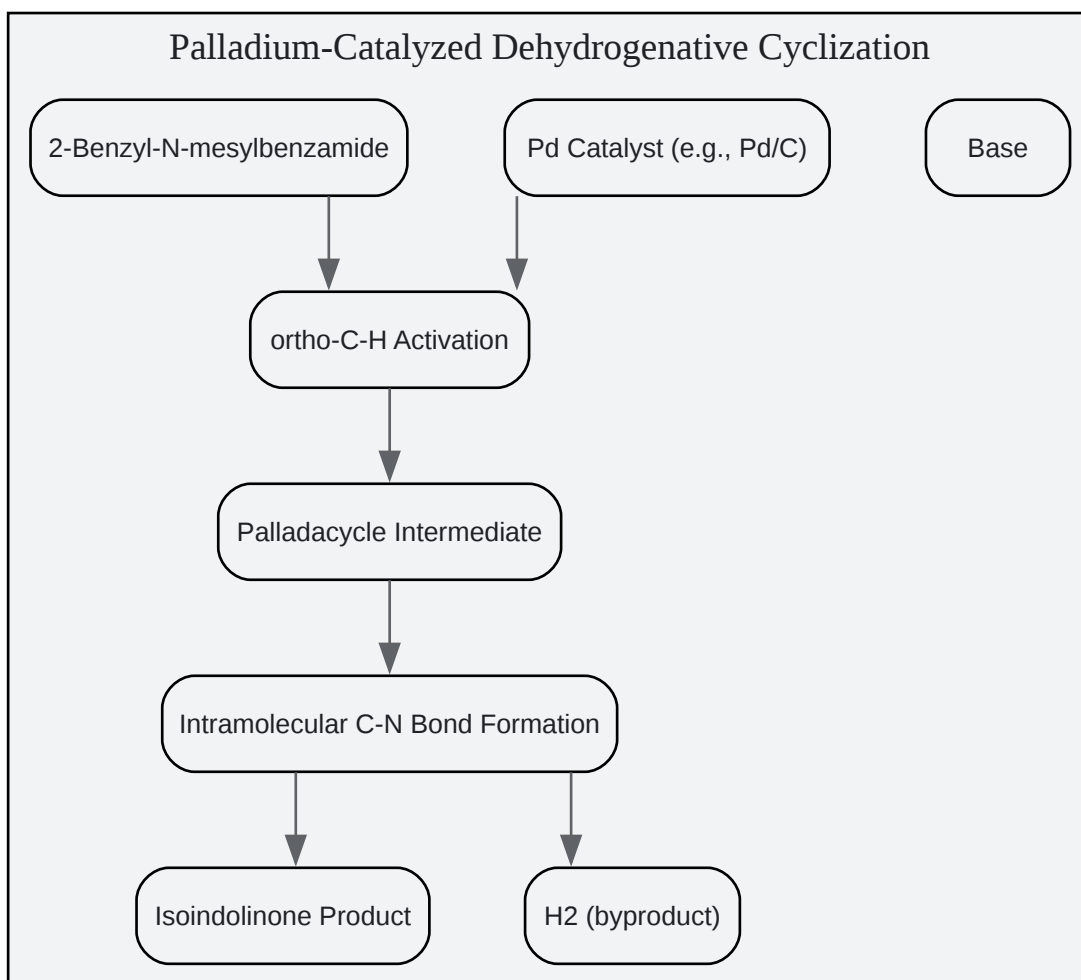 Palladium-Catalyzed Dehydrogenative Cyclization
2-Benzyl-N-mesylbenzamide
Pd Catalyst (e.g., Pd/C)
Base
ortho-C-H Activation
Palladacycle Intermediate
Intramolecular C-N Bond Formation
Isoindolinone Product
H2 (byproduct)